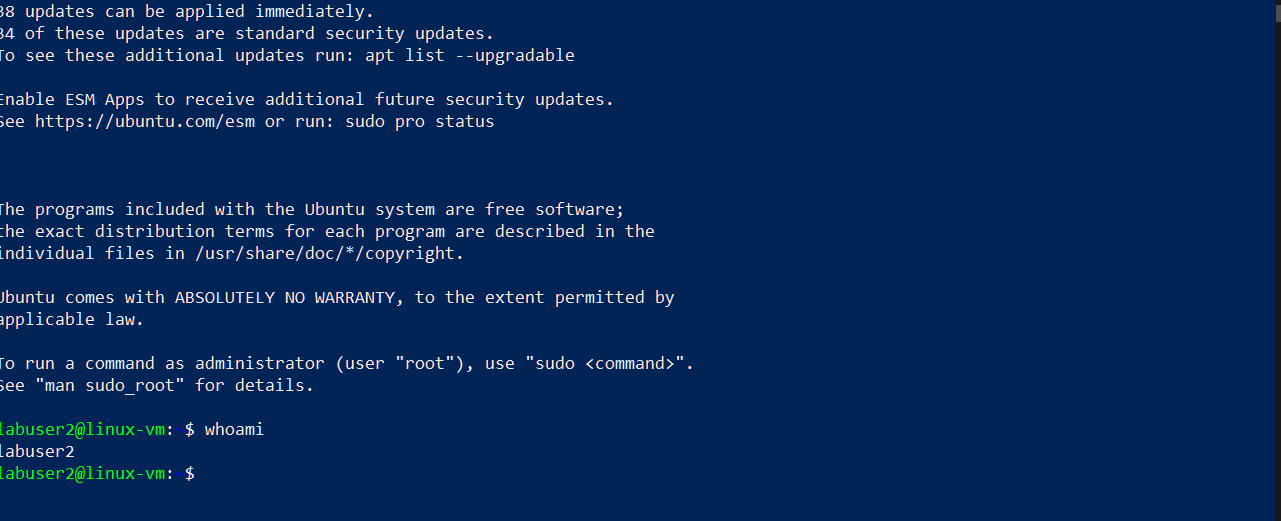 38 updates can be applied immediately.
34 of these updates are standard security updates.
To see these additional updates run: apt list --upgradable
Enable ESM Apps to receive additional future security updates.
See https://ubuntu.com/esm or run: sudo pro status
The programs included with the Ubuntu system are free software;
the exact distribution terms for each program are described in the
individual files in /usr/share/doc/*/copyright.
Ubuntu comes with ABSOLUTELY NO WARRANTY, to the extent permitted by
applicable law.
To run a command as administrator (user "root"), use "sudo <command>".
See "man sudo_root" for details.
labuser2@linux-vm:~$ whoami
labuser2
labuser2@linux-vm:~$